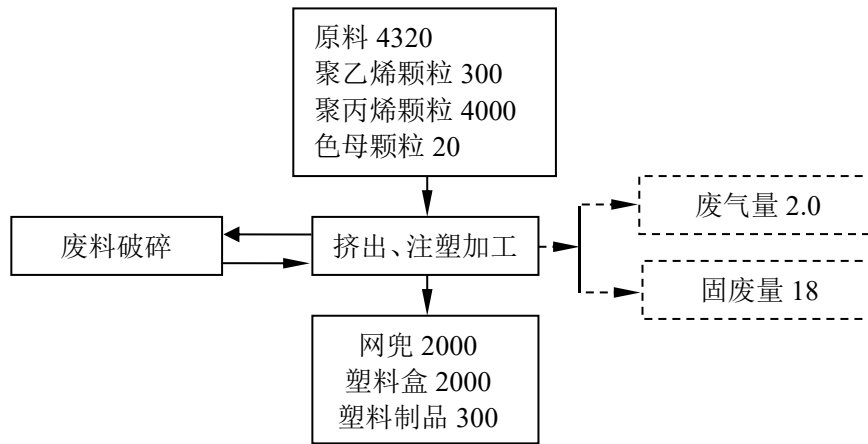 原料 4320
聚乙烯颗粒 300
聚丙烯颗粒 4000
色母颗粒 20
废气量 2.0
废料破碎
挤出、注塑加工
固废量 18
网兜 2000
塑料盒 2000
塑料制品 300